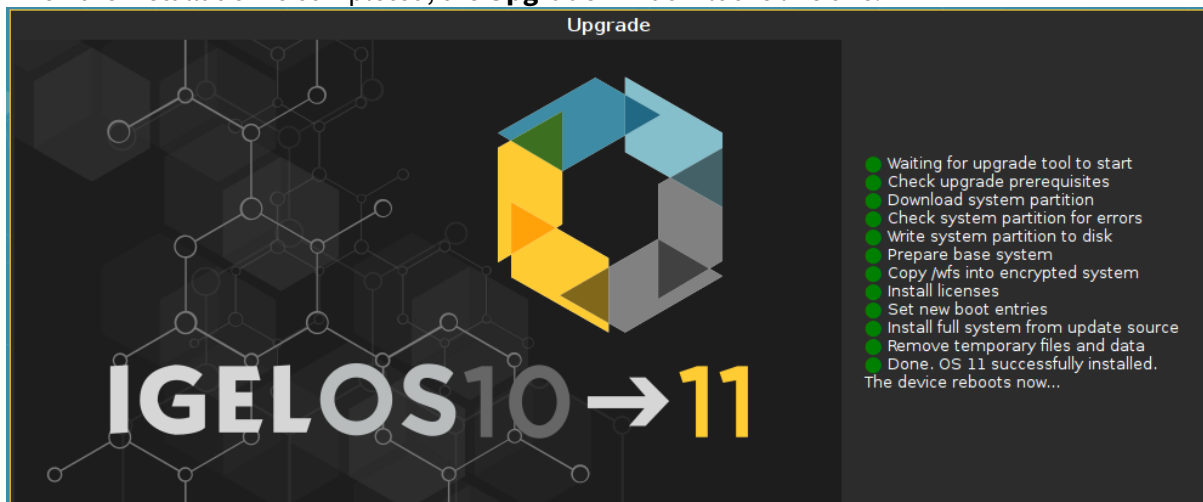 Upgrade
Waiting for upgrade tool to start
Check upgrade prerequisites
Download system partition
Check system partition for errors
Write system partition to disk
Prepare base system
Copy /wfs into encrypted system
Install licenses
Set new boot entries
Install full system from update source
Remove temporary files and data
Done. OS 11 successfully installed.
The device reboots now...
IGELOS10→11